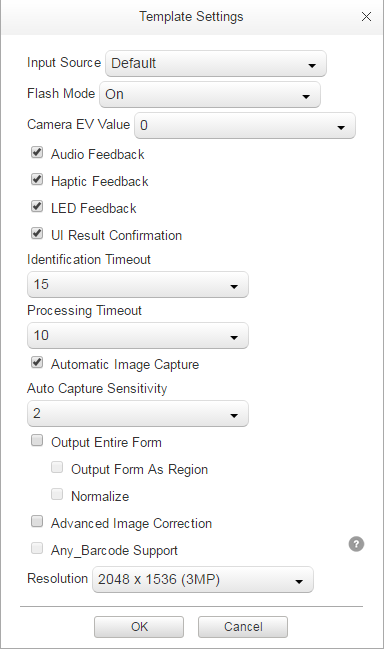 Template Settings
Input Source Default
Flash Mode On
Camera EV Value 0
Audio Feedback
Haptic Feedback
LED Feedback
UI Result Confirmation
Identification Timeout
15
Processing Timeout
10
Automatic Image Capture
Auto Capture Sensitivity
2
Output Entire Form
Output Form As Region
Normalize
Advanced Image Correction
Any_Barcode Support ?
Resolution 2048 x 1536 (3MP)
OK Cancel